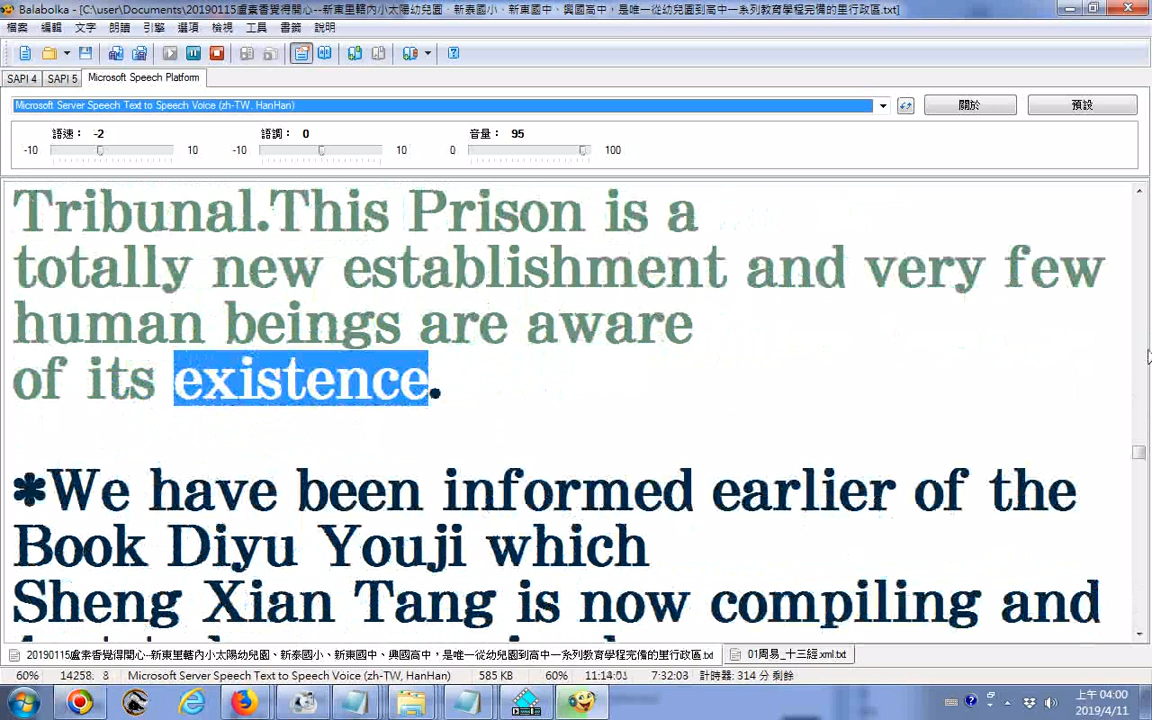 Balabolka - [C:\user\Documents\20190115盧素香覺得開心--新東里轄內小太陽幼兒園、新泰國小、新東國中、興國高中，是唯一從幼兒園到高中一系列教育學程完備的里行政區.txt]
檔案 編輯 文字 朗讀 引擎 選項 檢視 工具 書籤 說明
SAPI 4 SAPI 5 Microsoft Speech Platform
Microsoft Server Speech Text to Speech Voice (zh-TW, HanHan) 關於 預設
語速： -2 語調： 0 音量： 95
-10 10 -10 10 0 100
Tribunal.This Prison is a
totally new establishment and very few
human beings are aware
of its existence.
*We have been informed earlier of the
Book Diyu Youji which
Sheng Xian Tang is now compiling and
20190115盧素香覺得開心--新東里轄內小太陽幼兒園、新泰國小、新東國中、興國高中，是唯一從幼兒園到高中一系列教育學程完備的里行政區.txt 01周易_十三經.xml.txt
60% 14258: 8 Microsoft Server Speech Text to Speech Voice (zh-TW, HanHan) 585 KB 60% 11:14:01 7:32:03 計時器: 314 分 剩餘
上午 04:00
2019/4/11